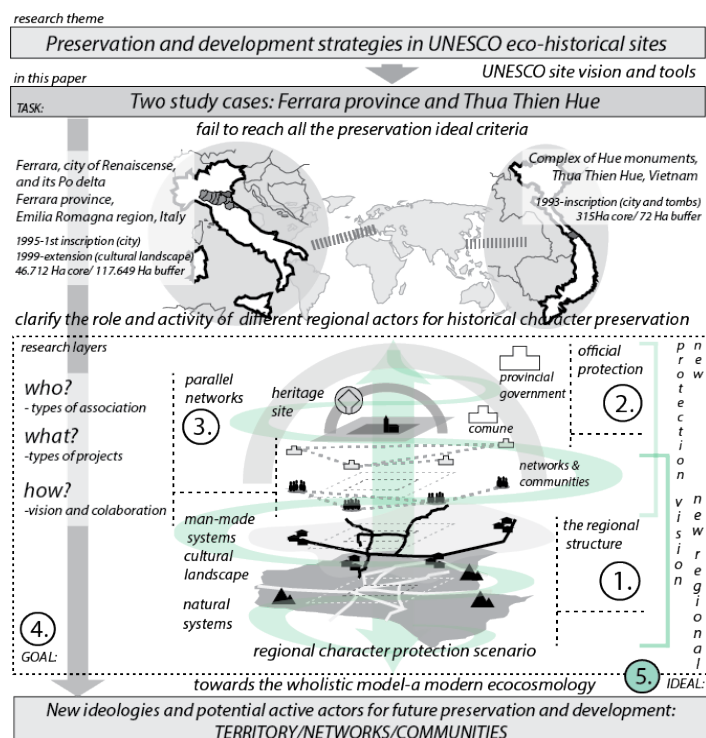 research theme
Preservation and development strategies in UNESCO eco-historical sites
in this paper
UNESCO site vision and tools
TASK:
Two study cases: Ferrara province and Thua Thien Hue
fail to reach all the preservation ideal criteria
Ferrara, city of Renaiscense,
and its Po delta
Ferrara province,
Emilia Romagna region, Italy
1995-1st inscription (city)
1999-extension (cultural landscape)
46.712 Ha core/ 117.649 Ha buffer
Complex of Hue monuments,
Thua Thien Hue, Vietnam
1993-inscription (city and tombs)
315Ha core/ 72 Ha buffer
clarify the role and activity of different regional actors for historical character preservation
research layers
who?
- types of association
what?
-types of projects
how?
-vision and colaboration
parallel
networks
3.
heritage
site
provincial
government
comune
official
protection
2.
networks &
communities
man-made
systems
cultural
landscape
natural
systems
the regional
structure
1.
new
protection
vision
new regional
4.
GOAL:
regional character protection scenario
5.
IDEAL:
towards the wholistic model-a modern ecocosmology
New ideologies and potential active actors for future preservation and development:
TERRITORY/NETWORKS/COMMUNITIES